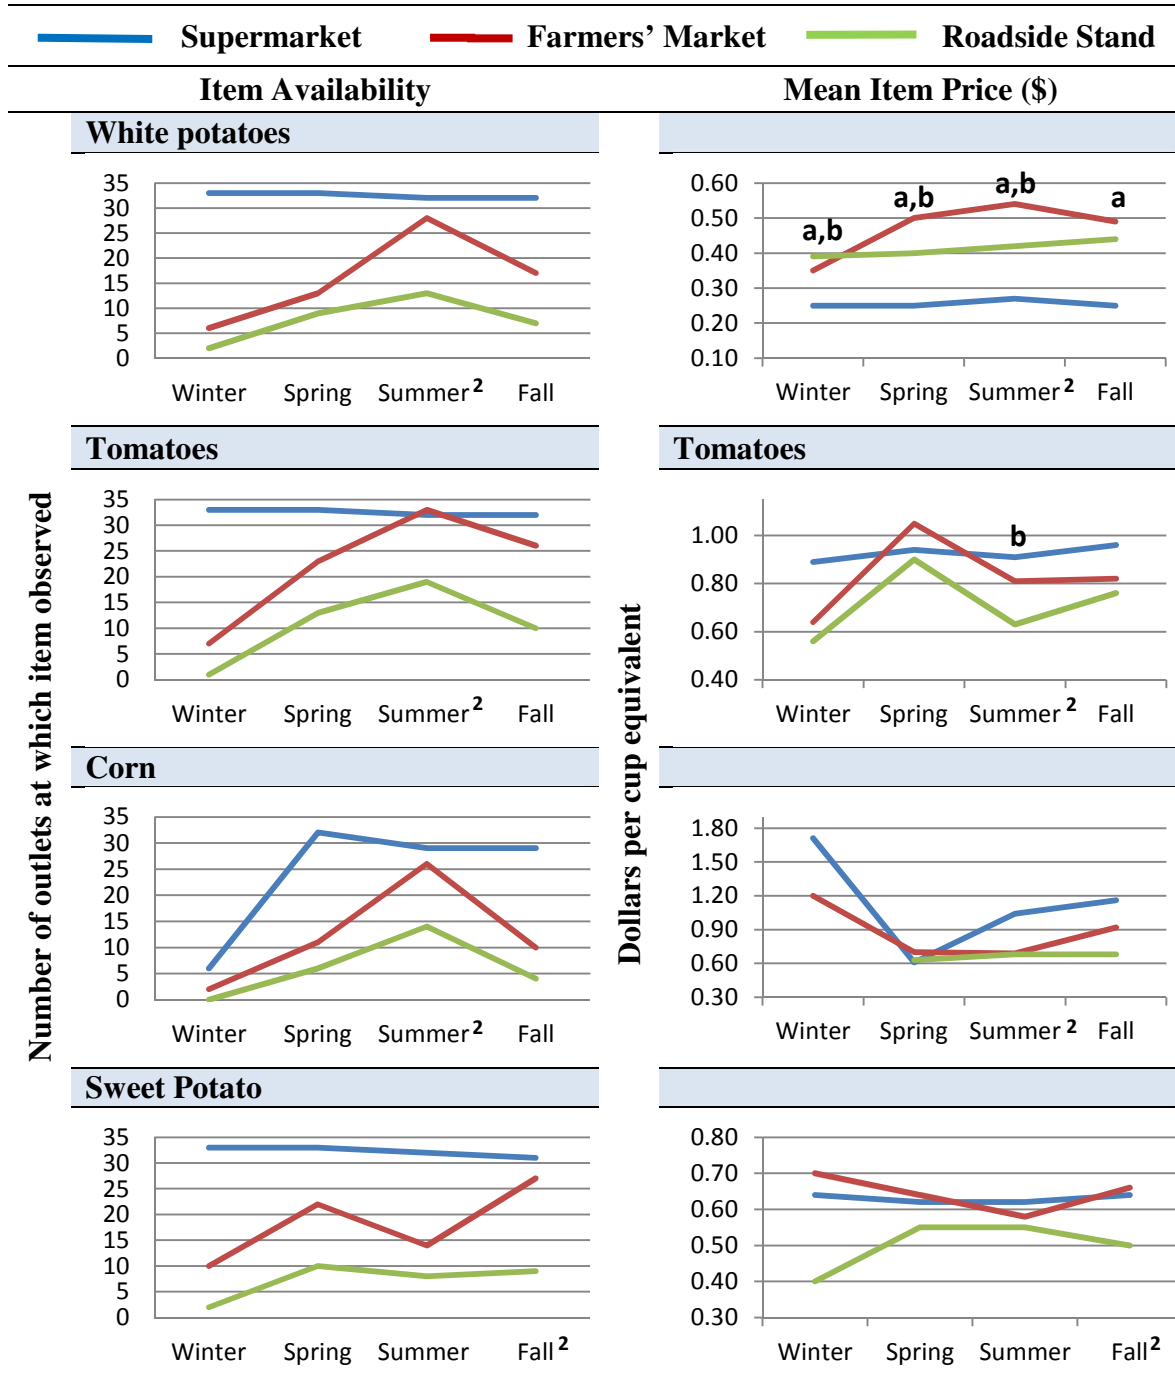 Supermarket Farmers' Market Roadside Stand
Item Availability Mean Item Price ($)
Number of outlets at which item observed
Dollars per cup equivalent
White potatoes
35
30
25
20
15
10
5
0
Winter Spring Summer 2 Fall
0.60
0.50
0.40
0.30
0.20
0.10
a,b a,b a,b a
Winter Spring Summer 2 Fall
Tomatoes
35
30
25
20
15
10
5
0
Winter Spring Summer 2 Fall
Tomatoes
1.00
0.80
0.60
0.40
b
Winter Spring Summer 2 Fall
Corn
35
30
25
20
15
10
5
0
Winter Spring Summer 2 Fall
1.80
1.50
1.20
0.90
0.60
0.30
Winter Spring Summer 2 Fall
Sweet Potato
35
30
25
20
15
10
5
0
Winter Spring Summer Fall 2
0.80
0.70
0.60
0.50
0.40
0.30
Winter Spring Summer Fall 2